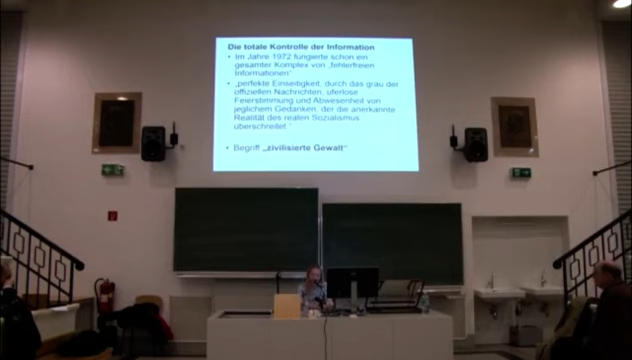 Die totale Kontrolle der Information
• Im Jahre 1972 fungierte schon ein
gesamter Komplex von „fehlerfreien
Informationen“
• „perfekte Einseitigkeit, durch das grau der
offiziellen Nachrichten, uferlose
Feierstimmung und Abwesenheit von
jeglichem Gedanken, der die anerkannte
Realität des realen Sozialismus
überschreitet.“
• Begriff „zivilisierte Gewalt“